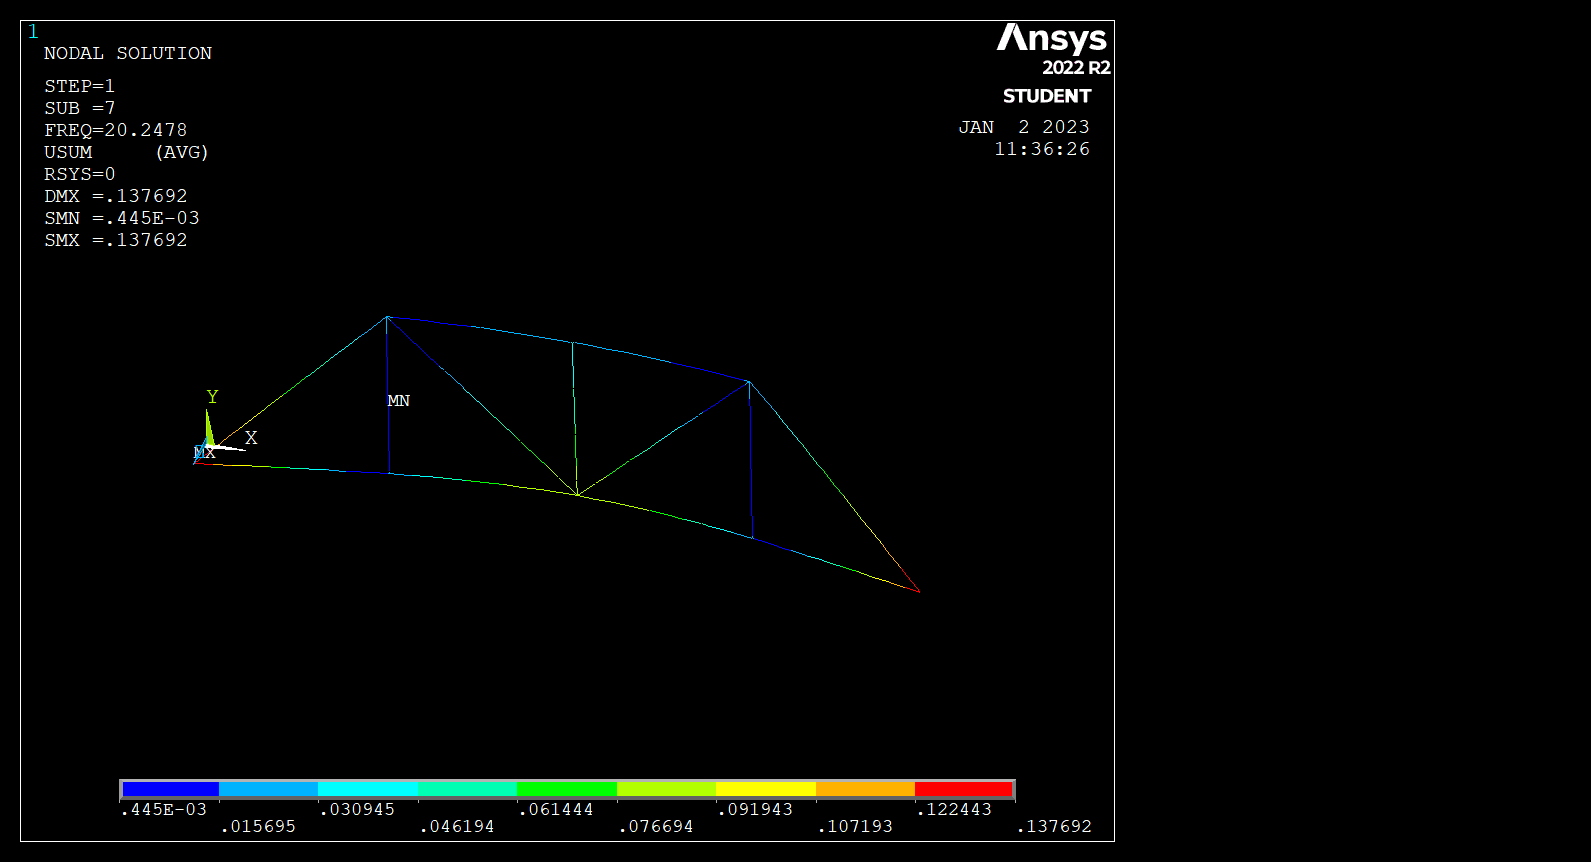 1
NODAL SOLUTION
STEP=1
SUB =7
FREQ=20.2478
USUM     (AVG)
RSYS=0
DMX =.137692
SMN =.445E-03
SMX =.137692
Ansys
2022 R2
STUDENT
JAN  2 2023
11:36:26
MN
Y
X
MX
.445E-03
.015695
.030945
.046194
.061444
.076694
.091943
.107193
.122443
.137692